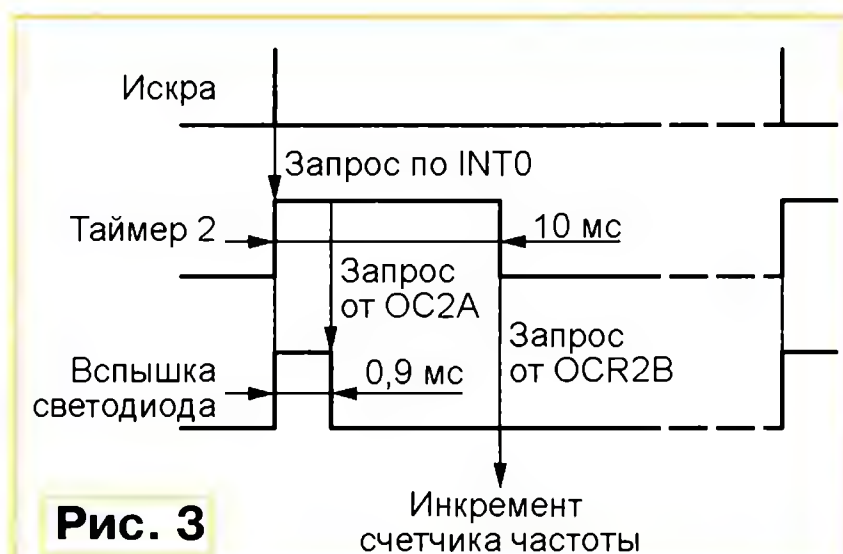 Искра
Запрос по INT0
Таймер 2
10 мс
Запрос
от OC2A
Запрос
от OCR2B
Вспышка
светодиода
0,9 мс
Рис. 3
Инкремент
счетчика частоты